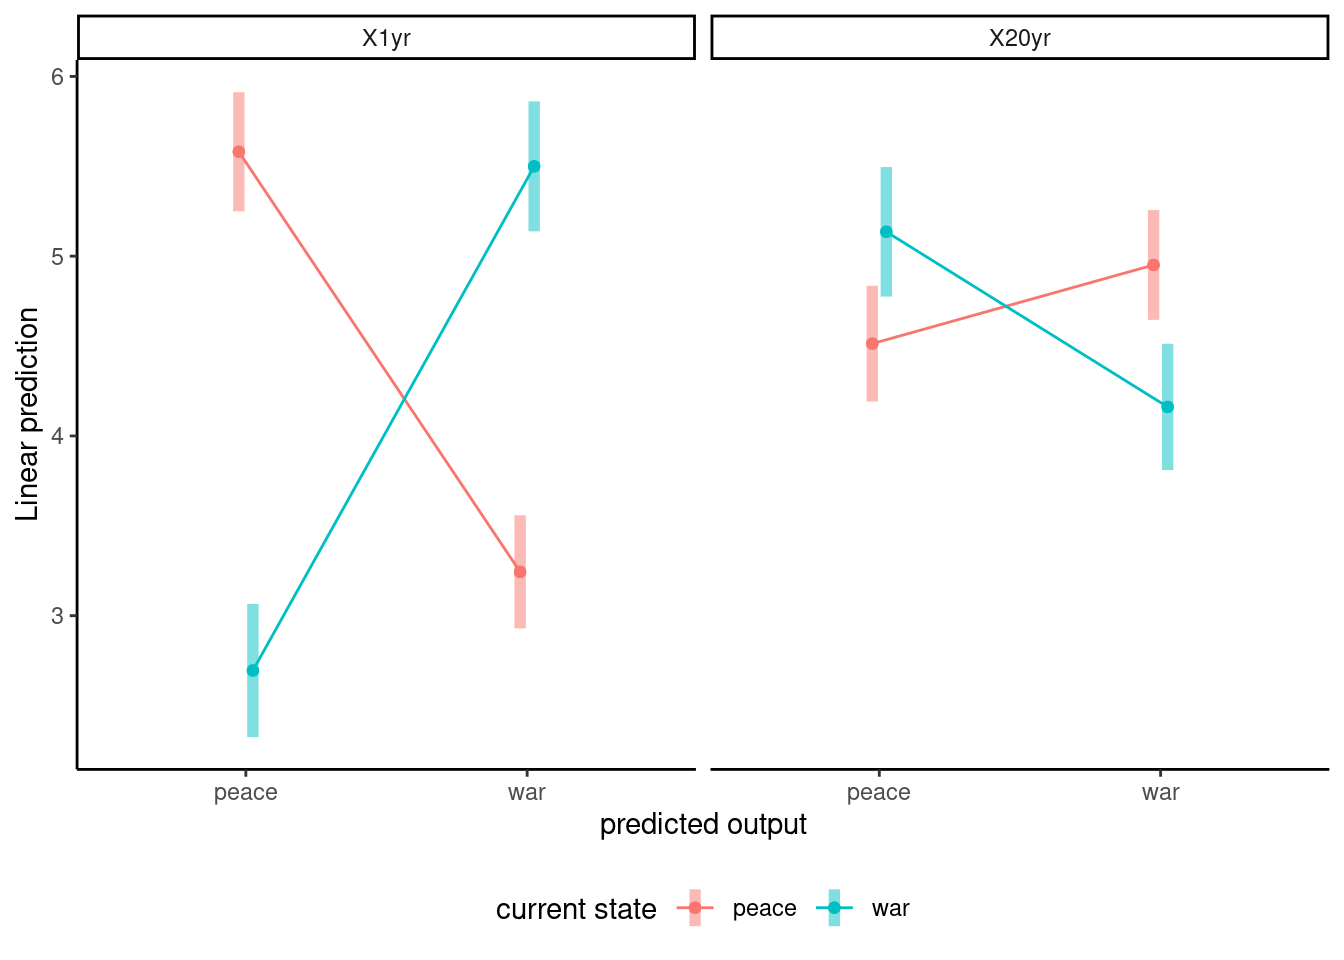 X1yr
X20yr
Linear prediction
6
5
4
3
peace
war
peace
war
predicted output
current state
peace
war